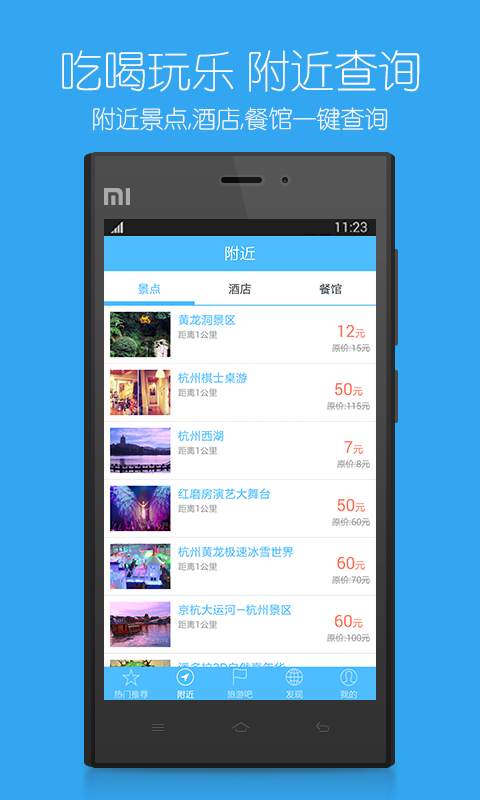 吃喝玩乐 附近查询
附近景点,酒店,餐馆一键查询
MI
11:23
附近
景点 酒店 餐馆
黄龙洞景区
距离1公里
12元
原价:15元
杭州棋士桌游
距离1公里
50元
原价:115元
杭州西湖
距离1公里
7元
原价:8元
红磨房演艺大舞台
距离1公里
50元
原价:60元
杭州黄龙极速冰雪世界
距离1公里
60元
原价:70元
京杭大运河—杭州景区
距离1公里
60元
原价:100元
热门推荐 附近 旅游吧 发现 我的